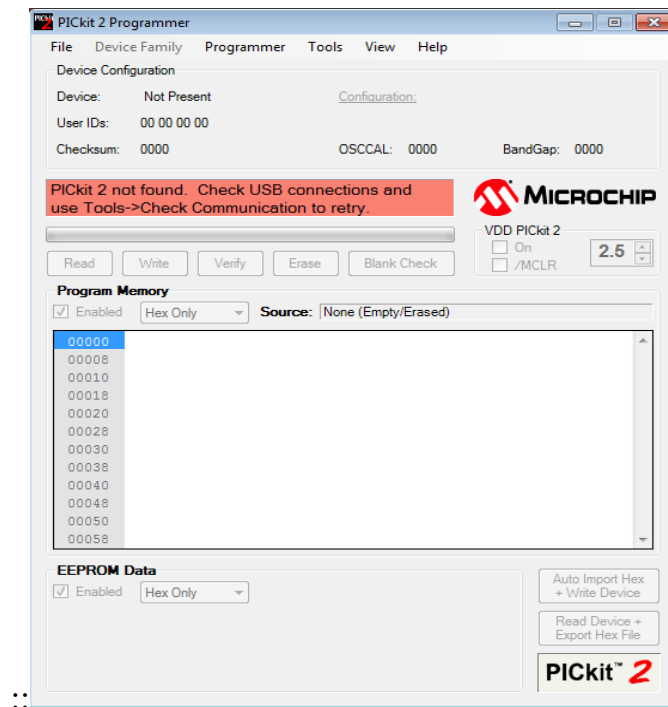 PICkit 2 Programmer
File Device Family Programmer Tools View Help
Device Configuration
Device: Not Present Configuration:
User IDs: 00 00 00 00
Checksum: 0000 OSCCAL: 0000 BandGap: 0000
PICkit 2 not found. Check USB connections and
use Tools->Check Communication to retry.
MICROCHIP
VDD PICkit 2
On
/MCLR
2.5
Read Write Verify Erase Blank Check
Program Memory
Enabled Hex Only Source: None (Empty/Erased)
00000
00008
00010
00018
00020
00028
00030
00038
00040
00048
00050
00058
EEPROM Data
Enabled Hex Only
Auto Import Hex
+ Write Device
Read Device +
Export Hex File
PICkit™ 2
::